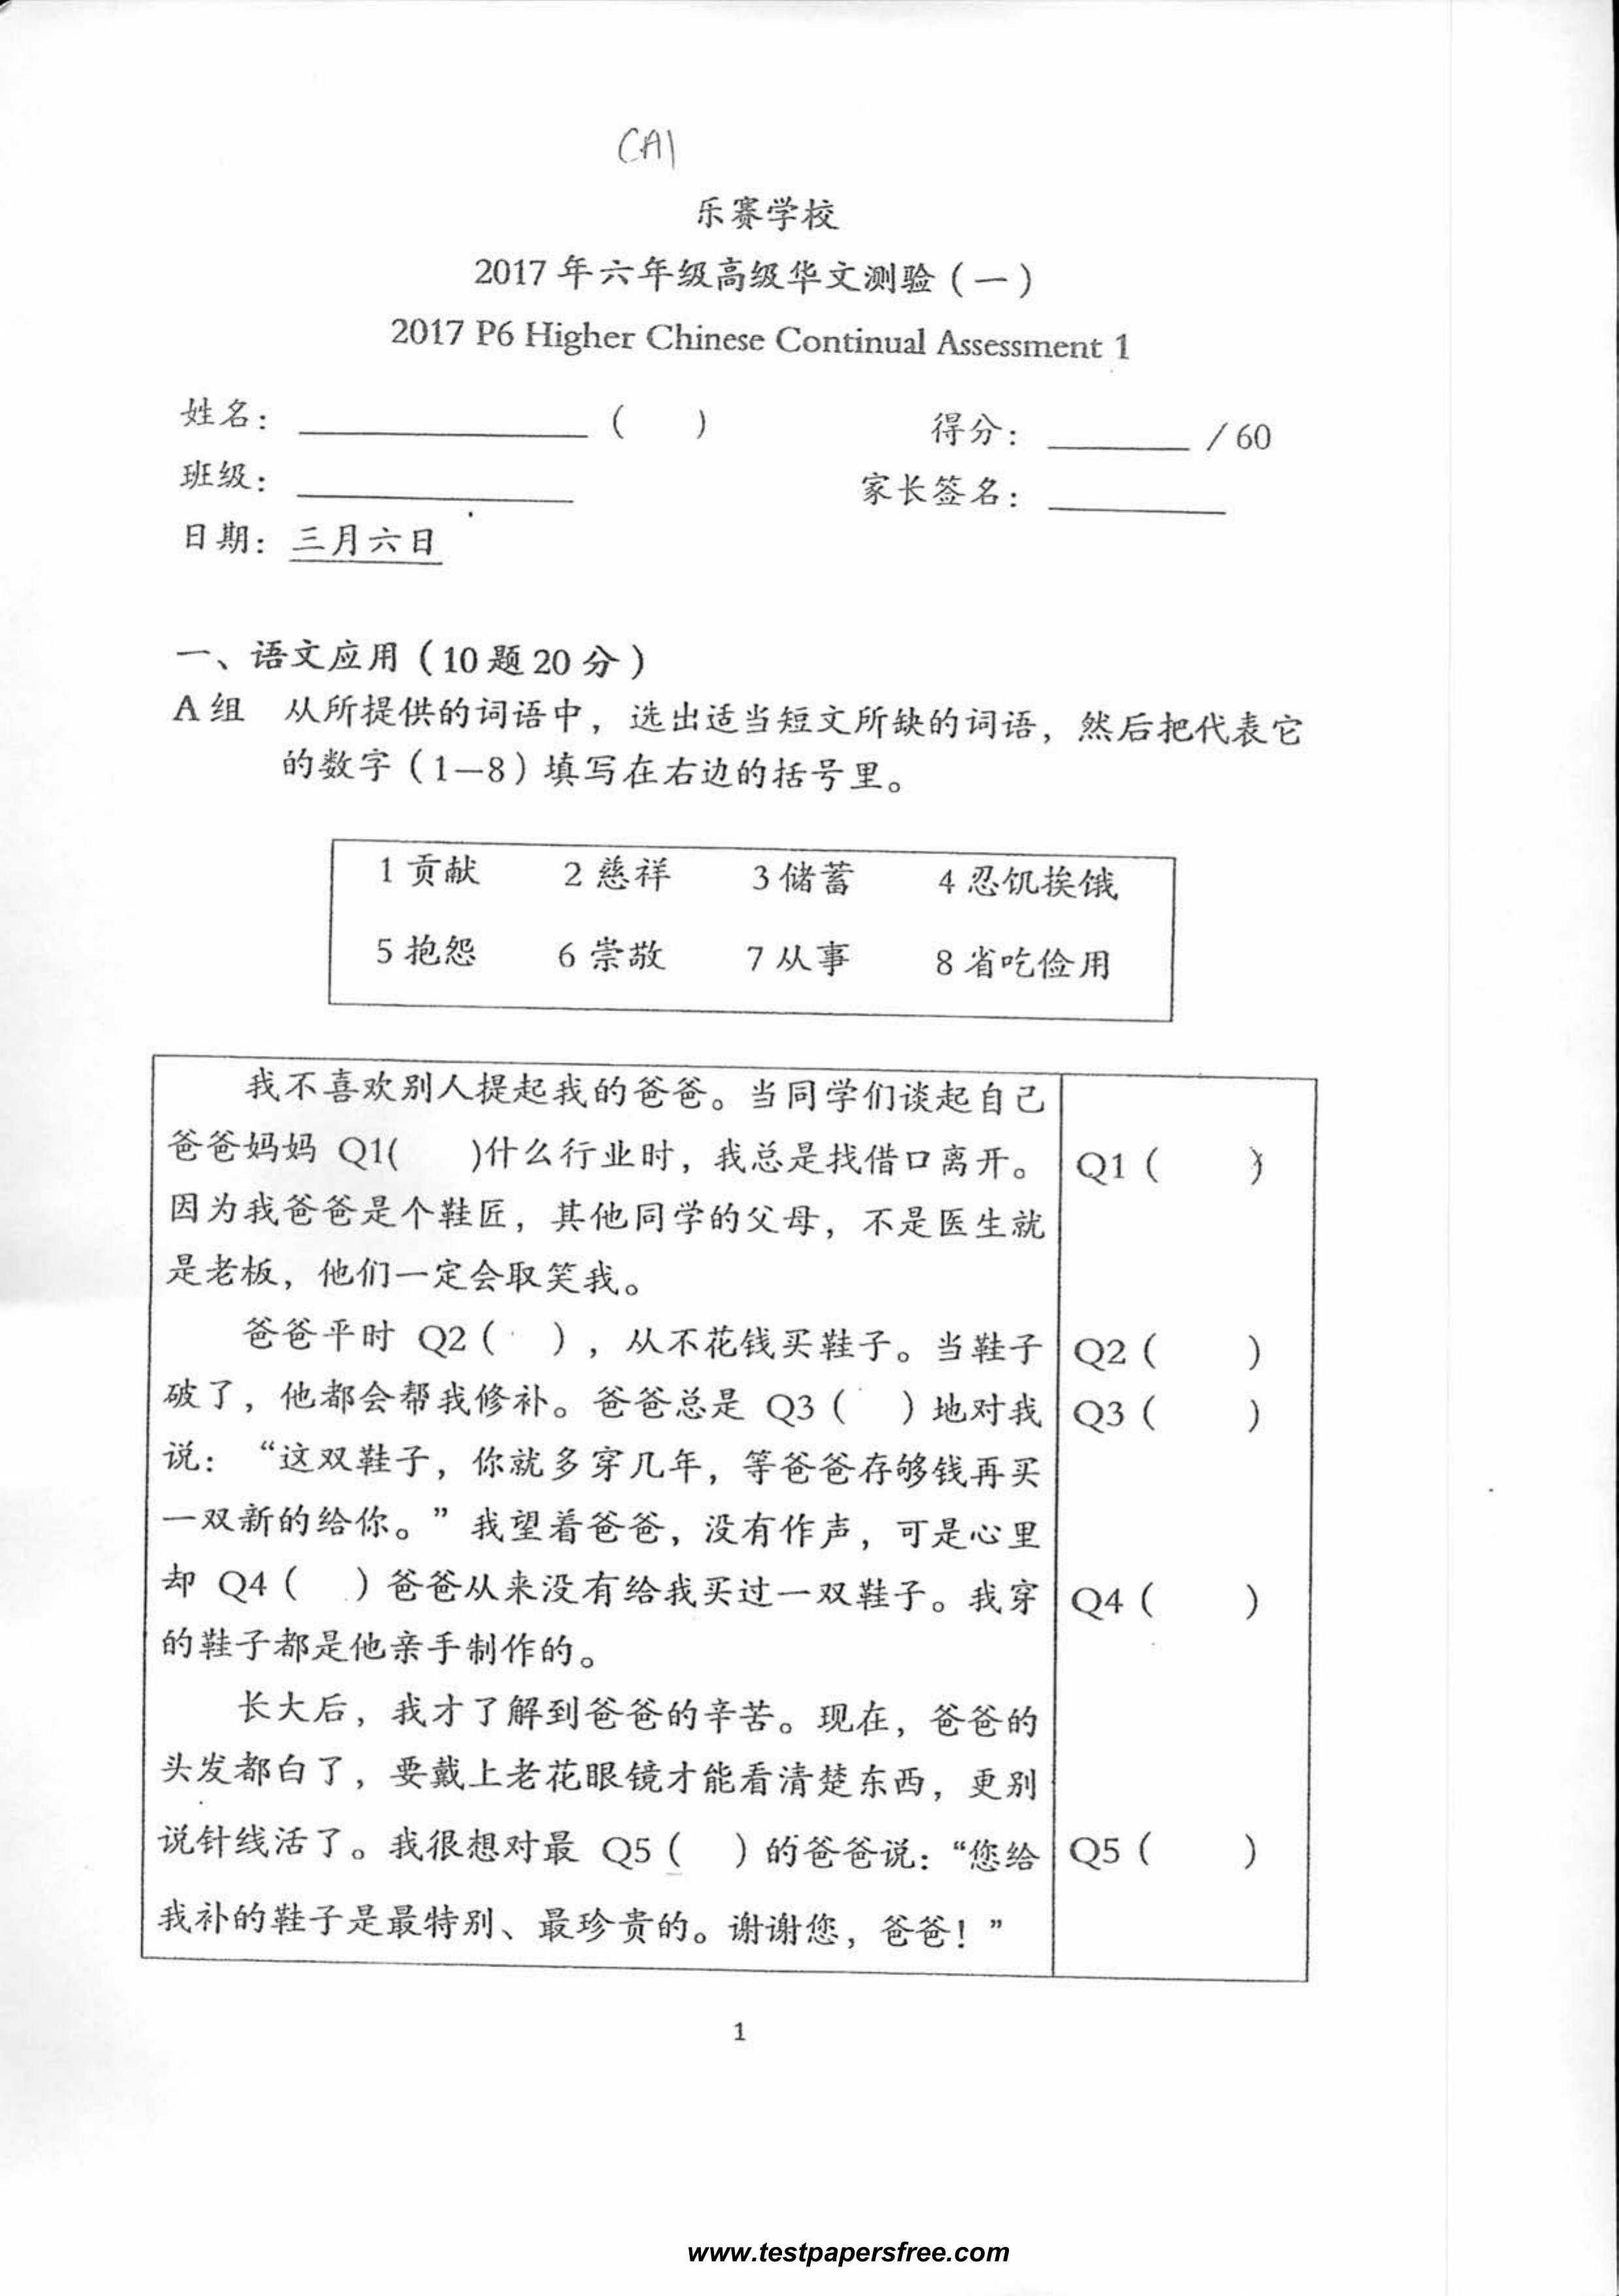 CA1
乐赛学校
2017年六年级高级华文测验(一)
2017 P6 Higher Chinese Continual Assessment 1
姓名：____________ (   ) 得分：______ /60
班级：____________ 家长签名：________
日期：三月六日
一、语文应用(10题20分)
A组 从所提供的词语中，选出适当短文所缺的词语，然后把代表它
的数字(1—8)填写在右边的括号里。
1 贡献 2 慈祥 3 储蓄 4 忍饥挨饿
5 抱怨 6 崇敬 7 从事 8 省吃俭用
我不喜欢别人提起我的爸爸。当同学们谈起自己
爸爸妈妈 Q1(   )什么行业时，我总是找借口离开。 Q1 (   )
因为我爸爸是个鞋匠，其他同学的父母，不是医生就
是老板，他们一定会取笑我。
爸爸平时 Q2 (   )，从不花钱买鞋子。当鞋子 Q2 (   )
破了，他都会帮我修补。爸爸总是 Q3 (   )地对我 Q3 (   )
说：“这双鞋子，你就多穿几年，等爸爸存够钱再买
一双新的给你。”我望着爸爸，没有作声，可是心里
却 Q4 (   )爸爸从来没有给我买过一双鞋子。我穿 Q4 (   )
的鞋子都是他亲手制作的。
长大后，我才了解到爸爸的辛苦。现在，爸爸的
头发都白了，要戴上老花眼镜才能看清楚东西，更别
说针线活了。我很想对最 Q5 (   )的爸爸说：“您给 Q5 (   )
我补的鞋子是最特别、最珍贵的。谢谢您，爸爸！”
1
www.testpapersfree.com